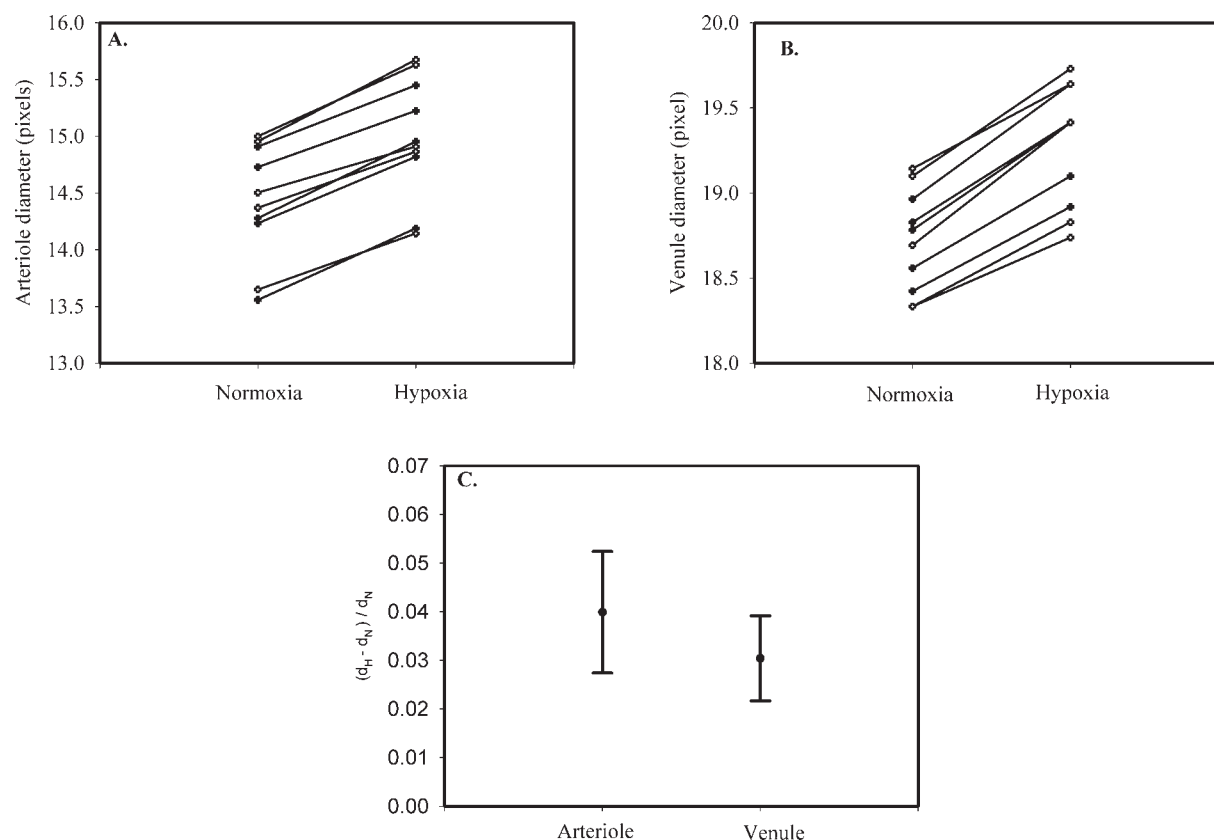 A.
Arteriole diameter (pixels)
16.0
15.5
15.0
14.5
14.0
13.5
13.0
Normoxia Hypoxia
B.
Venule diameter (pixel)
20.0
19.5
19.0
18.5
18.0
Normoxia Hypoxia
C.
(dH - dN) / dN
0.07
0.06
0.05
0.04
0.03
0.02
0.01
0.00
Arteriole Venule